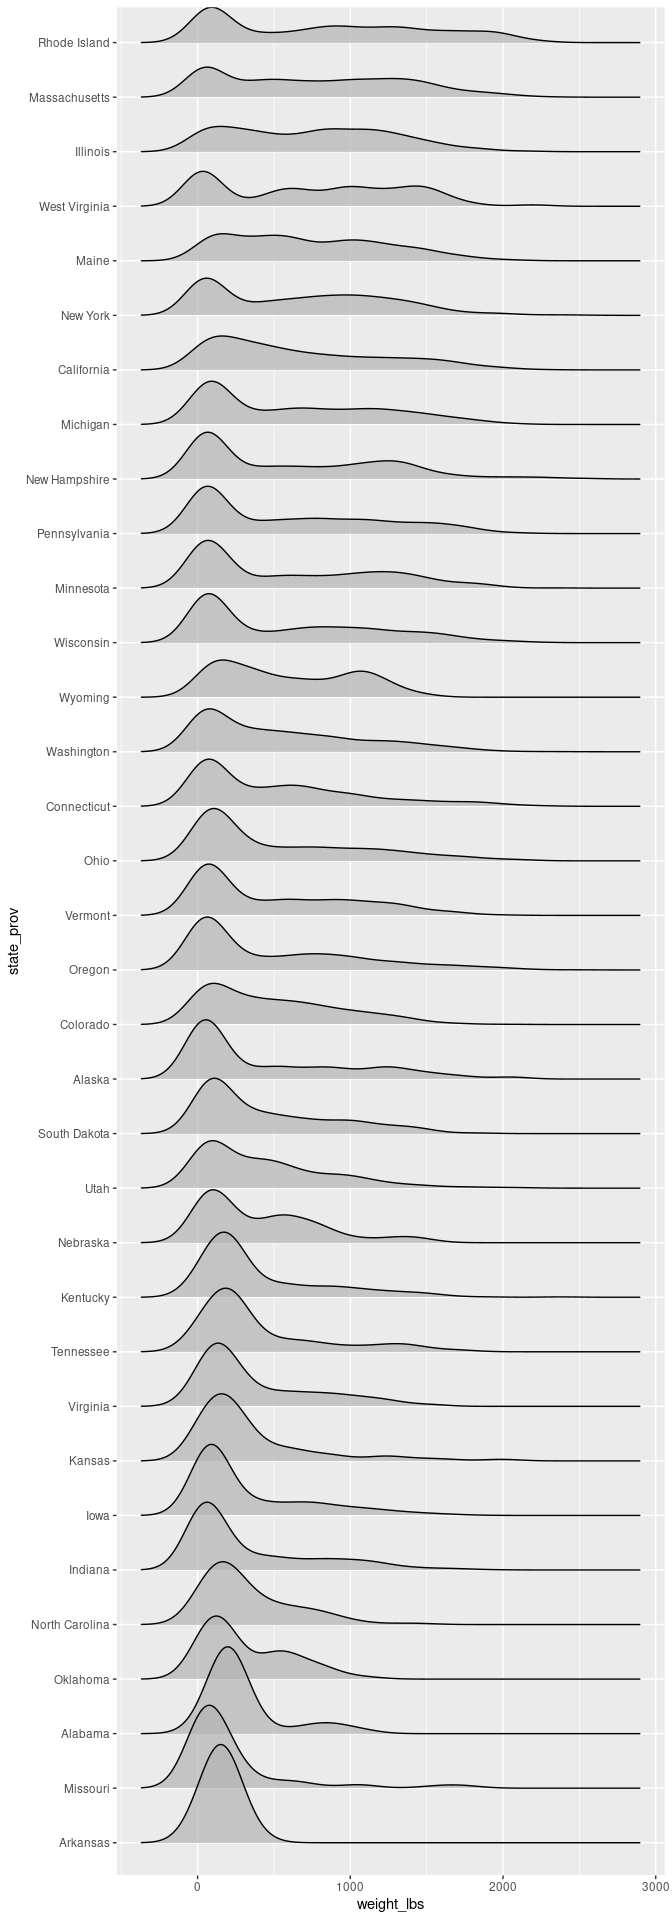 Rhode Island
Massachusetts
Illinois
West Virginia
Maine
New York
California
Michigan
New Hampshire
Pennsylvania
Minnesota
Wisconsin
Wyoming
Washington
Connecticut
Ohio
Vermont
Oregon
Colorado
Alaska
South Dakota
Utah
Nebraska
Kentucky
Tennessee
Virginia
Kansas
Iowa
Indiana
North Carolina
Oklahoma
Alabama
Missouri
Arkansas
state_prov
0 1000 2000 3000
weight_lbs